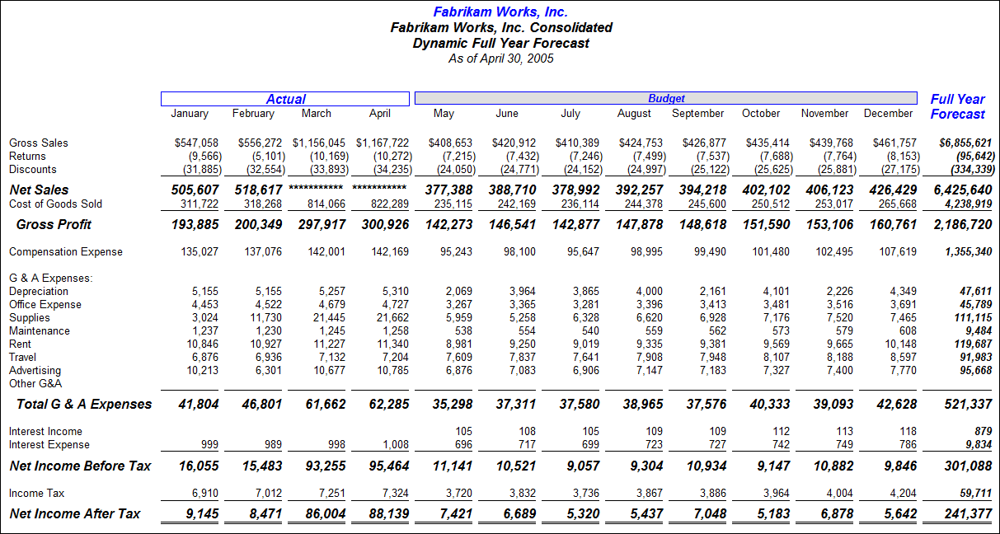 Fabrikam Works, Inc.
Fabrikam Works, Inc. Consolidated
Dynamic Full Year Forecast
As of April 30, 2005
Actual Budget Full Year
January February March April May June July August September October November December Forecast
Gross Sales $547,058 $556,272 $1,156,045 $1,167,722 $408,653 $420,912 $410,389 $424,753 $426,877 $435,414 $439,768 $461,757 $6,855,621
Returns (9,566) (5,101) (10,169) (10,272) (7,215) (7,432) (7,246) (7,499) (7,537) (7,688) (7,764) (8,153) (95,642)
Discounts (31,885) (32,554) (33,893) (34,235) (24,050) (24,771) (24,152) (24,997) (25,122) (25,625) (25,881) (27,175) (334,339)
Net Sales 505,607 518,617 *********** *********** 377,388 388,710 378,992 392,257 394,218 402,102 406,123 426,429 6,425,640
Cost of Goods Sold 311,722 318,268 814,066 822,289 235,115 242,169 236,114 244,378 245,600 250,512 253,017 265,668 4,238,919
Gross Profit 193,885 200,349 297,917 300,926 142,273 146,541 142,877 147,878 148,618 151,590 153,106 160,761 2,186,720
Compensation Expense 135,027 137,076 142,001 142,169 95,243 98,100 95,647 98,995 99,490 101,480 102,495 107,619 1,355,340
G & A Expenses:
Depreciation 5,155 5,155 5,257 5,310 2,069 3,964 3,865 4,000 2,161 4,101 2,226 4,349 47,611
Office Expense 4,453 4,522 4,679 4,727 3,267 3,365 3,281 3,396 3,413 3,481 3,516 3,691 45,789
Supplies 3,024 11,730 21,445 21,662 5,959 5,258 6,328 6,620 6,928 7,176 7,520 7,465 111,115
Maintenance 1,237 1,230 1,245 1,258 538 554 540 559 562 573 579 608 9,484
Rent 10,846 10,927 11,227 11,340 8,981 9,250 9,019 9,335 9,381 9,569 9,665 10,148 119,687
Travel 6,876 6,936 7,132 7,204 7,609 7,837 7,641 7,908 7,948 8,107 8,188 8,597 91,983
Advertising 10,213 6,301 10,677 10,785 6,876 7,083 6,906 7,147 7,183 7,327 7,400 7,770 95,668
Other G&A
Total G & A Expenses 41,804 46,801 61,662 62,285 35,298 37,311 37,580 38,965 37,576 40,333 39,093 42,628 521,337
Interest Income 105 108 105 109 109 112 113 118 879
Interest Expense 999 989 998 1,008 696 717 699 723 727 742 749 786 9,834
Net Income Before Tax 16,055 15,483 93,255 95,464 11,141 10,521 9,057 9,304 10,934 9,147 10,882 9,846 301,088
Income Tax 6,910 7,012 7,251 7,324 3,720 3,832 3,736 3,867 3,886 3,964 4,004 4,204 59,711
Net Income After Tax 9,145 8,471 86,004 88,139 7,421 6,689 5,320 5,437 7,048 5,183 6,878 5,642 241,377